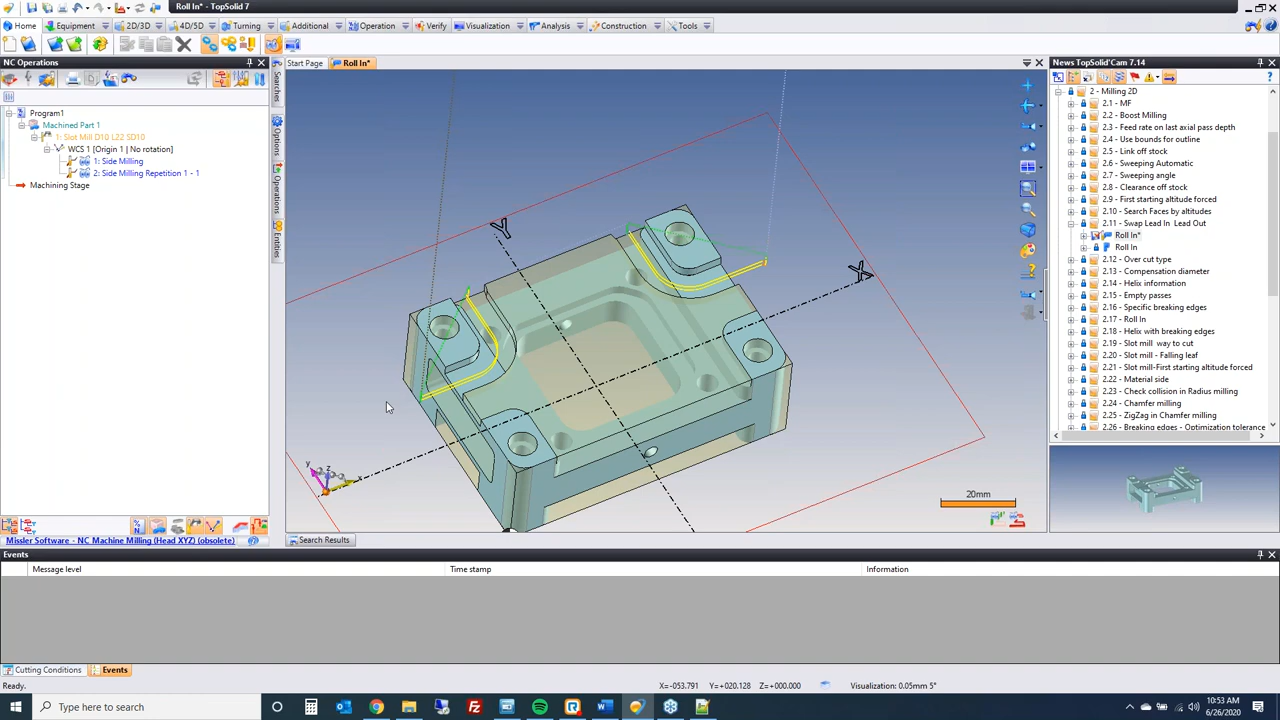 Roll In* - TopSolid 7
Home Equipment 2D/3D 4D/5D Turning Additional Operation Verify Visualization Analysis Construction Tools
NC Operations
Start Page Roll In*
News TopSolid'Cam 7.14
Searches
Options
Operations
Entities
Program1
Machined Part 1
1: Slot Mill D10 L22 SD10
WCS 1 [Origin 1 | No rotation]
1: Side Milling
2: Side Milling Repetition 1 - 1
Machining Stage
Y
X
y
z
20mm
2 - Milling 2D
2.1 - MF
2.2 - Boost Milling
2.3 - Feed rate on last axial pass depth
2.4 - Use bounds for outline
2.5 - Link off stock
2.6 - Sweeping Automatic
2.7 - Sweeping angle
2.8 - Clearance off stock
2.9 - First starting altitude forced
2.10 - Search Faces by altitudes
2.11 - Swap Lead In Lead Out
Roll In*
Roll In
2.12 - Over cut type
2.13 - Compensation diameter
2.14 - Helix information
2.15 - Empty passes
2.16 - Specific breaking edges
2.17 - Roll In
2.18 - Helix with breaking edges
2.19 - Slot mill way to cut
2.20 - Slot mill - Falling leaf
2.21 - Slot mill-First starting altitude forced
2.22 - Material side
2.23 - Check collision in Radius milling
2.24 - Chamfer milling
2.25 - ZigZag in Chamfer milling
2.26 - Breaking edges - Optimization tolerance
Missler Software - NC Machine Milling (Head XYZ) (obsolete)
Search Results
Events
Message level Time stamp Information
Cutting Conditions Events
Ready.
X=-053.791 Y=+020.128 Z=+000.000 Visualization: 0.05mm 5°
Type here to search
10:53 AM
6/26/2020